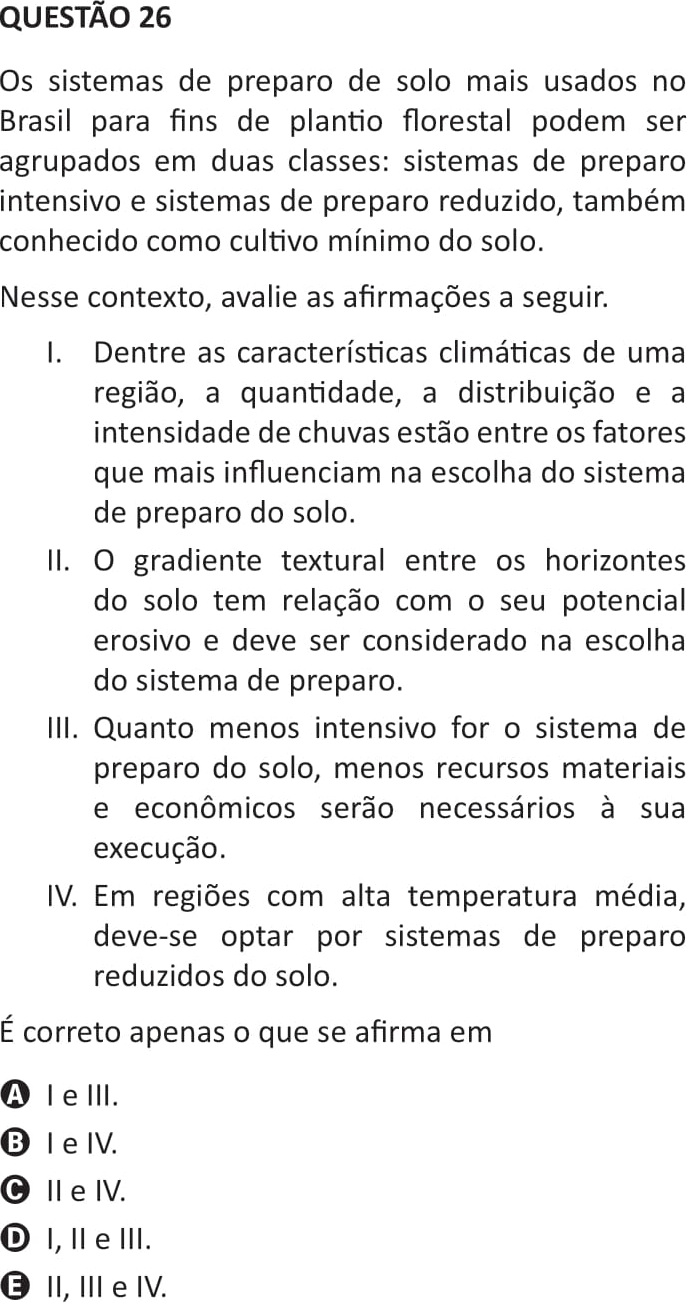 QUESTÃO 26
Os sistemas de preparo de solo mais usados no
Brasil para fins de plantio florestal podem ser
agrupados em duas classes: sistemas de preparo
intensivo e sistemas de preparo reduzido, também
conhecido como cultivo mínimo do solo.
Nesse contexto, avalie as afirmações a seguir.
I. Dentre as características climáticas de uma
região, a quantidade, a distribuição e a
intensidade de chuvas estão entre os fatores
que mais influenciam na escolha do sistema
de preparo do solo.
II. O gradiente textural entre os horizontes
do solo tem relação com o seu potencial
erosivo e deve ser considerado na escolha
do sistema de preparo.
III. Quanto menos intensivo for o sistema de
preparo do solo, menos recursos materiais
e econômicos serão necessários à sua
execução.
IV. Em regiões com alta temperatura média,
deve-se optar por sistemas de preparo
reduzidos do solo.
É correto apenas o que se afirma em
A I e III.
B I e IV.
C II e IV.
D I, II e III.
E II, III e IV.